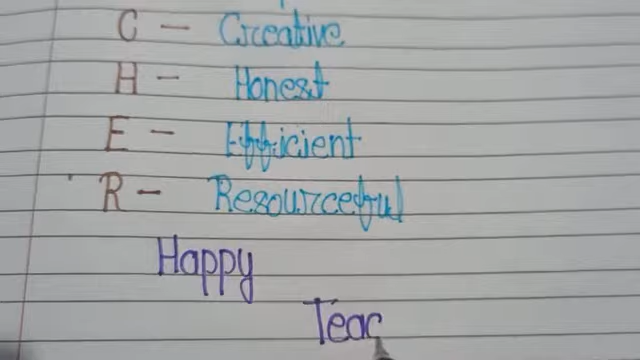 C - Creative
H - Honest
E - Efficient
R - Resourceful
Happy
Teac